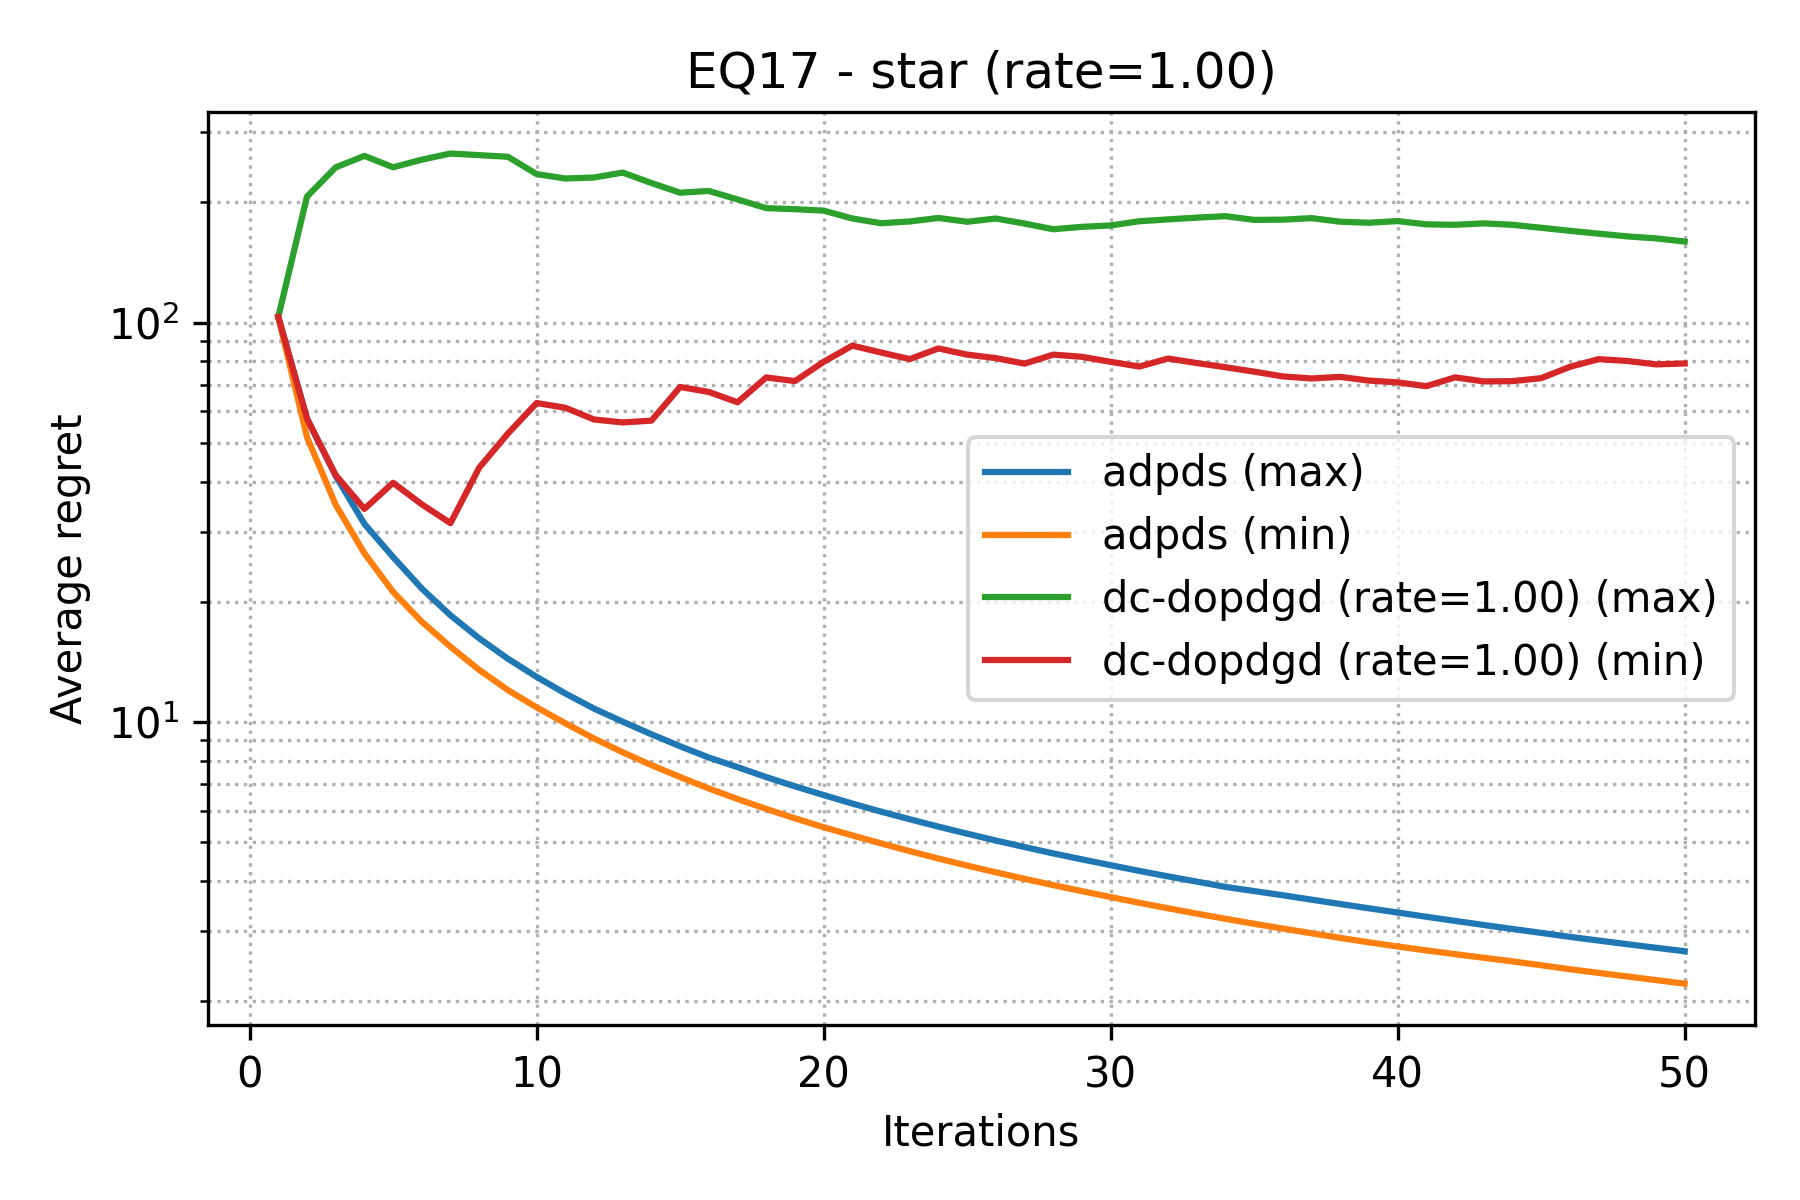 EQ17 - star (rate=1.00)
Average regret
10²
10¹
adpds (max)
adpds (min)
dc-dopdgd (rate=1.00) (max)
dc-dopdgd (rate=1.00) (min)
0 10 20 30 40 50
Iterations